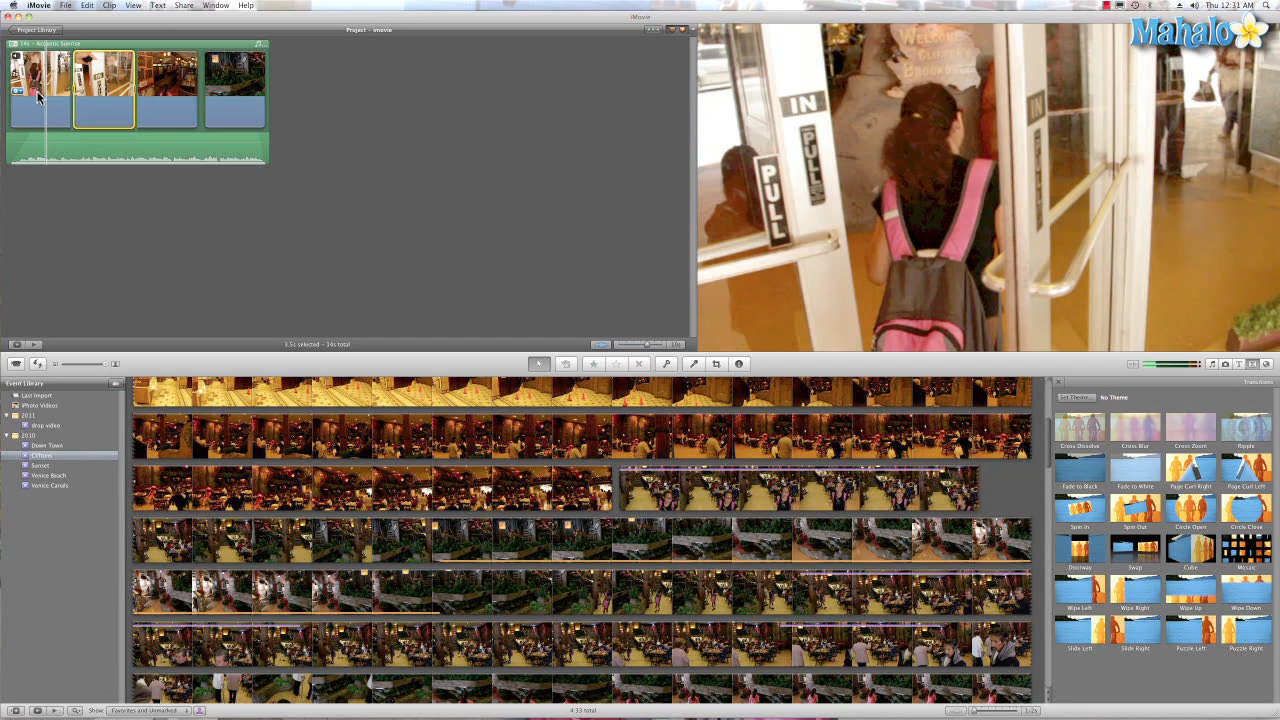 iMovie File Edit Clip View Text Share Window Help
Thu 12:31 AM
iMovie
Mahalo
Project Library
Project - imovie
14s - Acoustic Sunrise
WELCOME
CLIFTON'S
BROOKDALE
IN
PULL
PULL
IN
3.5s selected - 14s total
10s
Event Library
Last Import
iPhoto Videos
2011
drop video
2010
Down Town
Cliftons
Sunset
Venice Beach
Venice Canals
Transitions
Set Theme... No Theme
Cross Dissolve Cross Blur Cross Zoom Ripple
Fade to Black Fade to White Page Curl Right Page Curl Left
Spin In Spin Out Circle Open Circle Close
Doorway Swap Cube Mosaic
Wipe Left Wipe Right Wipe Up Wipe Down
Slide Left Slide Right Puzzle Left Puzzle Right
Show: Favorites and Unmarked
4:33 total
1/2s